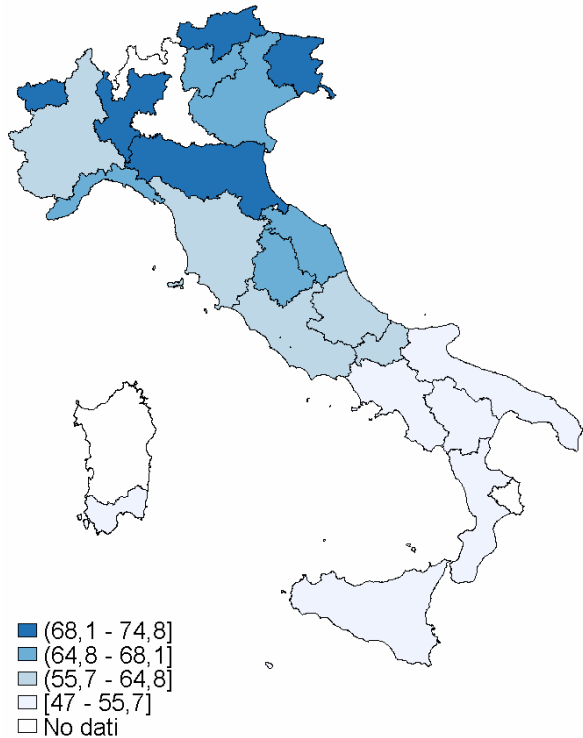 (68,1 - 74,8]
(64,8 - 68,1]
(55,7 - 64,8]
[47 - 55,7]
No dati